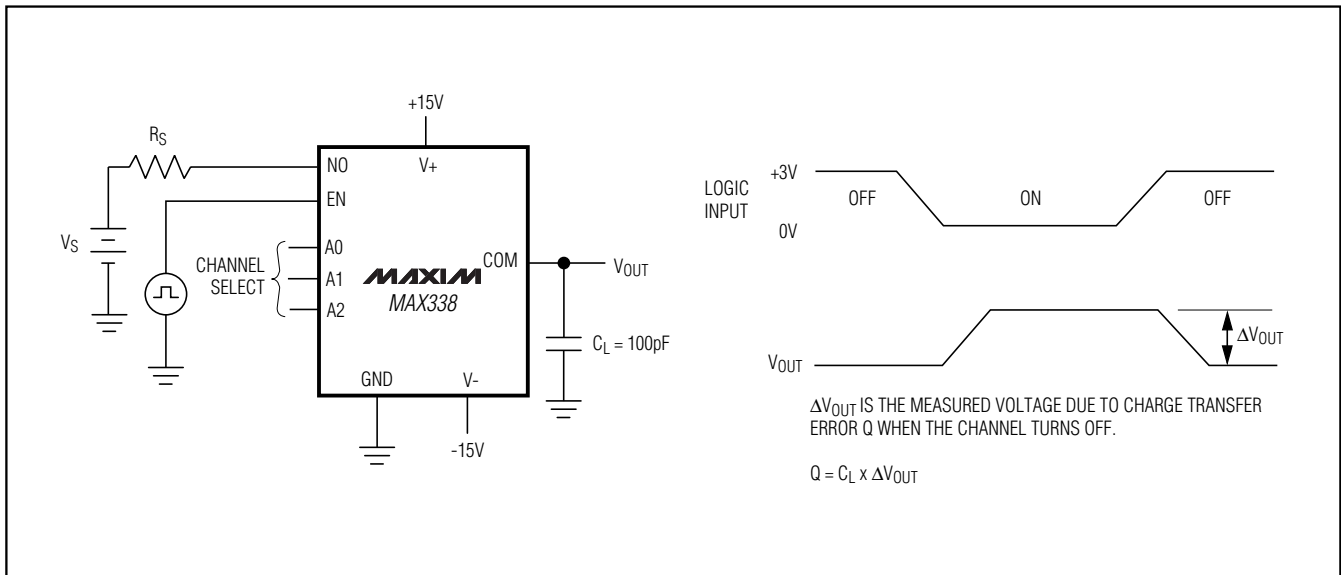 +15V
RS
NO
V+
EN
VS
A0
CHANNEL
SELECT
A1
A2
MAXIM
MAX338
COM
VOUT
CL = 100pF
GND
V-
-15V
LOGIC
INPUT
+3V
0V
OFF
ON
OFF
VOUT
ΔVOUT
ΔVOUT IS THE MEASURED VOLTAGE DUE TO CHARGE TRANSFER
ERROR Q WHEN THE CHANNEL TURNS OFF.
Q = CL x ΔVOUT